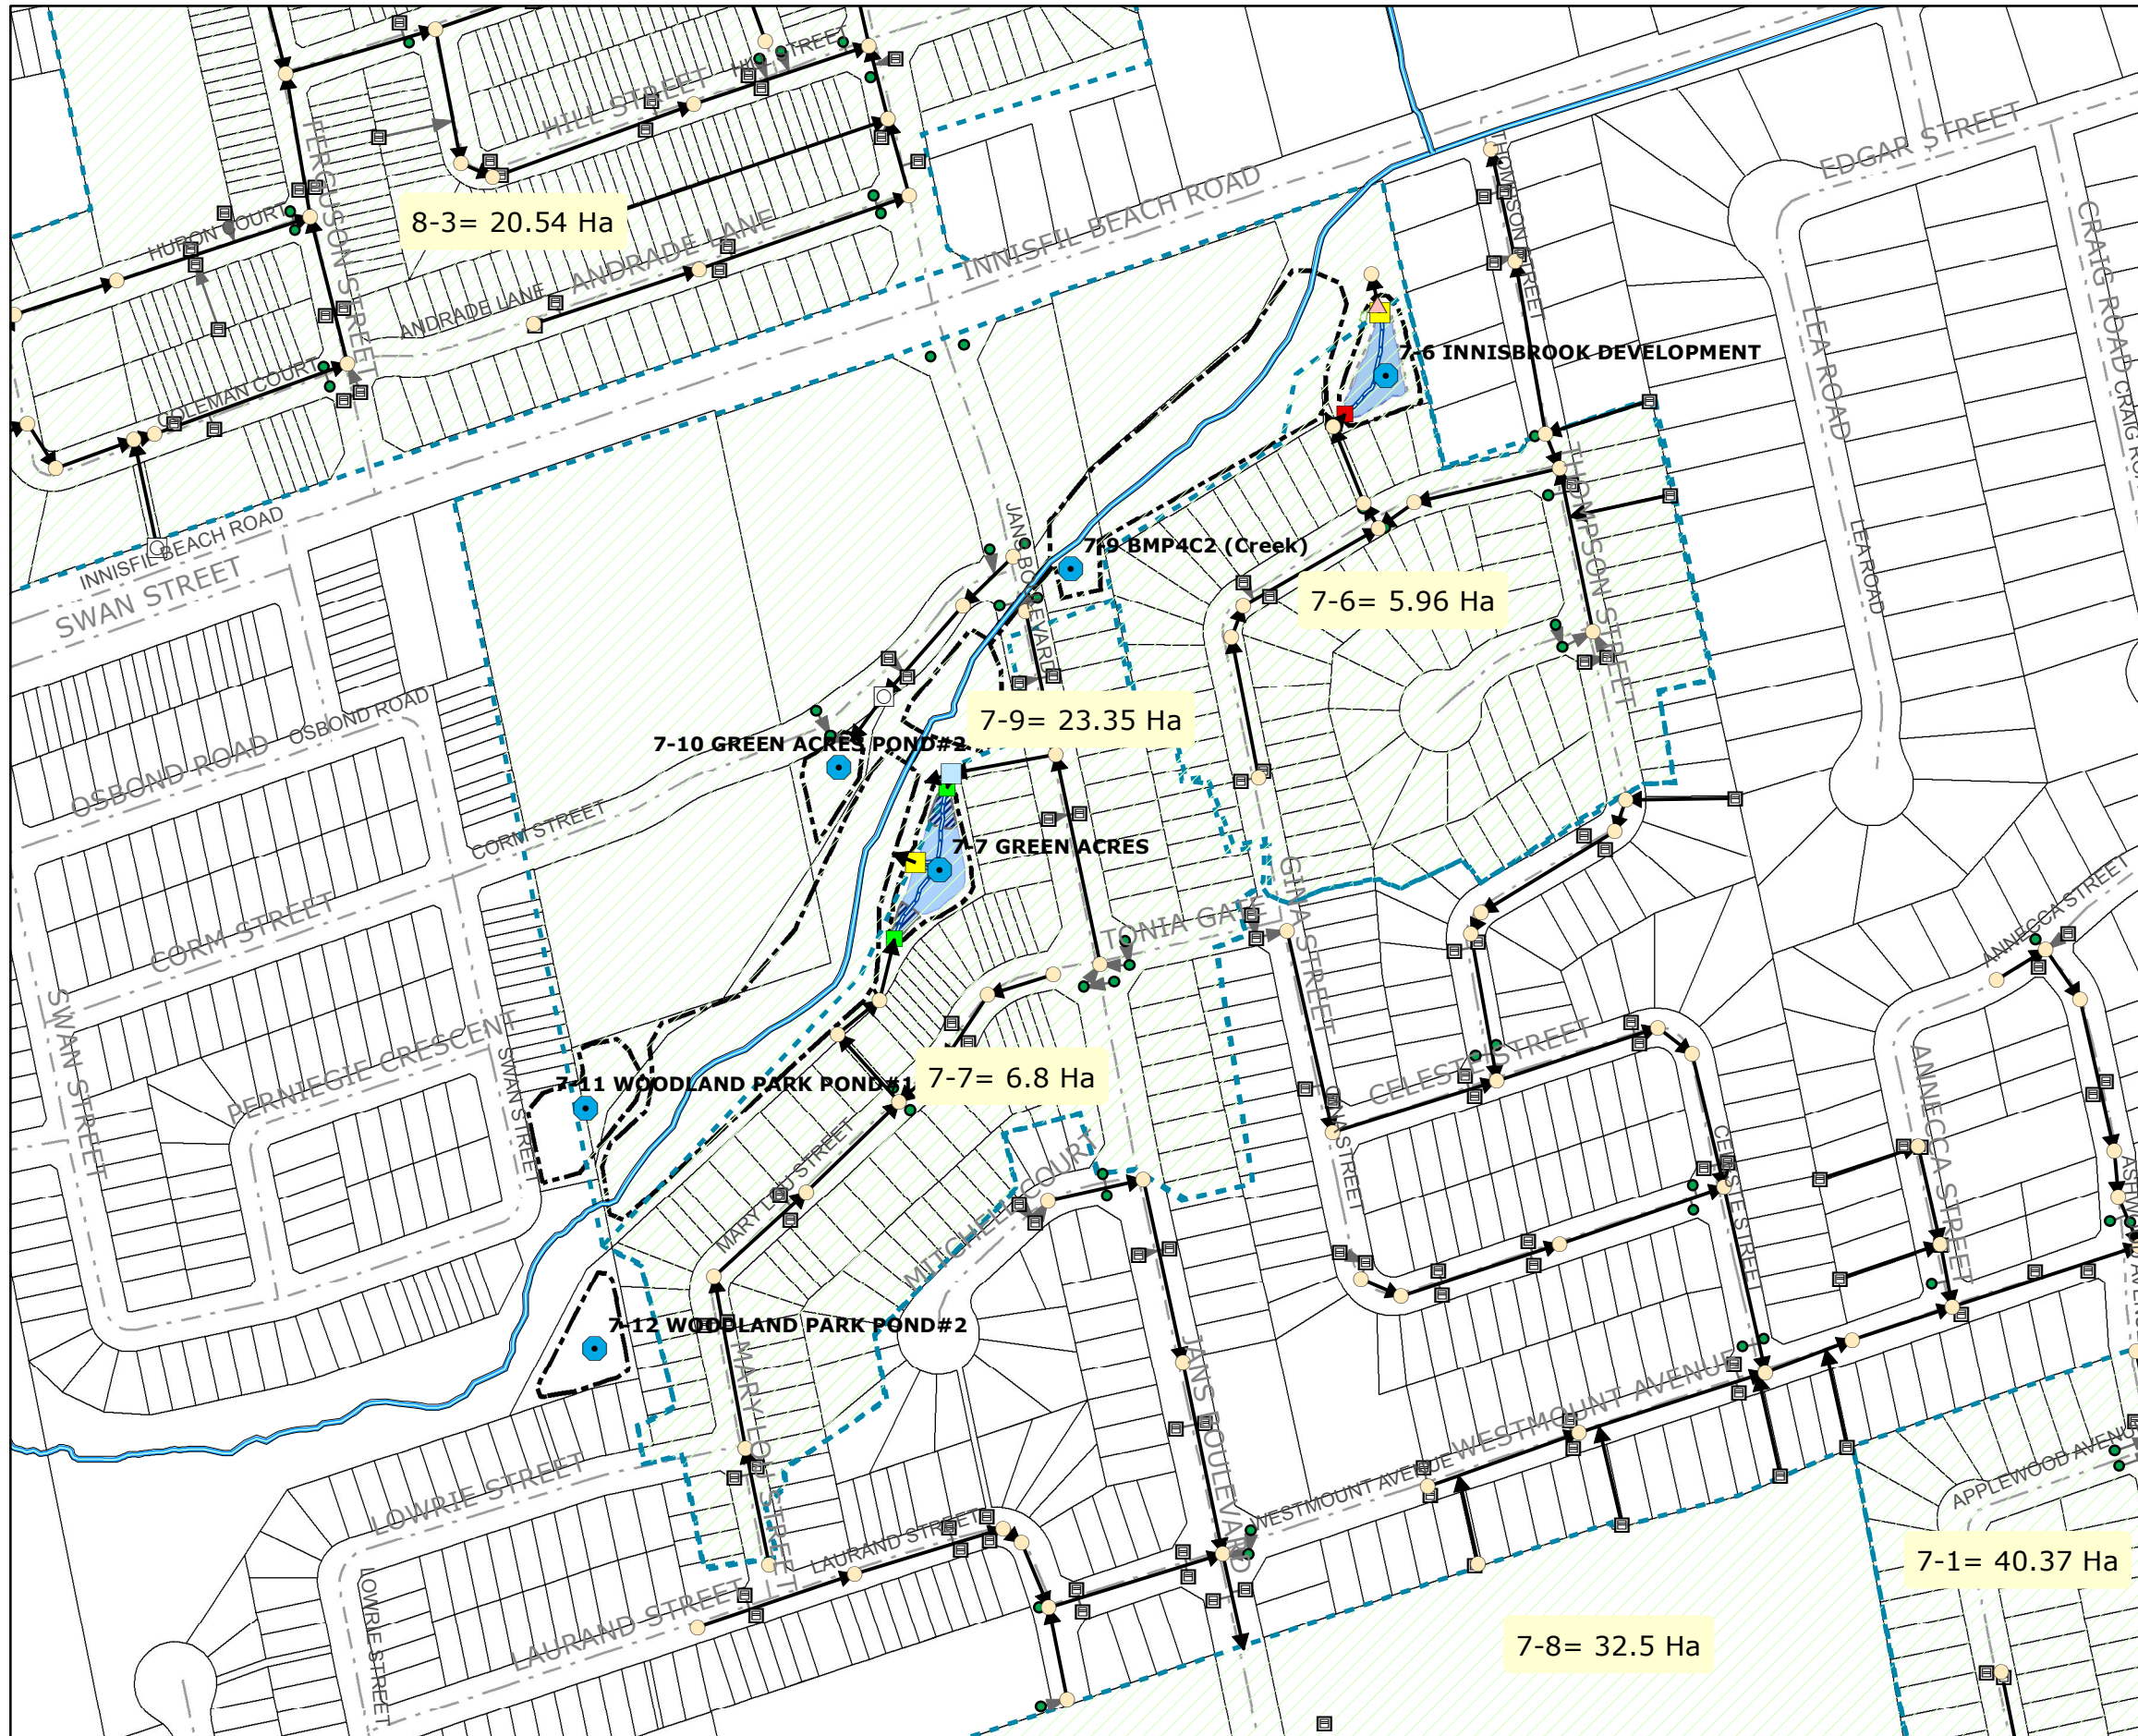 HILL STREET
HILL STREET
FERGUSON STREET
HURON COURT
8-3= 20.54 Ha
ANDRADE LANE
ANDRADE LANE
INNISFIL BEACH ROAD
THOMPSON STREET
EDGAR STREET
CRAIG ROAD
CRAIG ROAD
LEA ROAD
LEA ROAD
COLEMAN COURT
7-6 INNISBROOK DEVELOPMENT
INNISFIL BEACH ROAD
SWAN STREET
JANS BOULEVARD
7-9 BMP4C2 (Creek)
7-6= 5.96 Ha
THOMPSON STREET
OSBOND ROAD
OSBOND ROAD
7-9= 23.35 Ha
7-10 GREEN ACRES POND#2
CORM STREET
CORM STREET
7-7 GREEN ACRES
TONIA GATE
GINA STREET
GINA STREET
ANNECCA STREET
ANNECCA STREET
SWAN STREET
SWAN STREET
PERNIEGIE CRESCENT
7-11 WOODLAND PARK POND#1
7-7= 6.8 Ha
CELESTE STREET
CELESTE STREET
MARY LOU STREET
MITCHELL COURT
7-12 WOODLAND PARK POND#2
MARY LOU STREET
JANS BOULEVARD
WESTMOUNT AVENUE
WESTMOUNT AVENUE
APPLEWOOD AVENUE
LOWRIE STREET
LOWRIE STREET
LAURAND STREET
LAURAND STREET
7-1= 40.37 Ha
7-8= 32.5 Ha